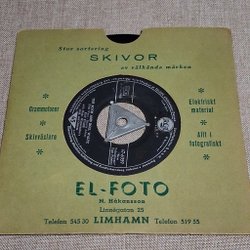 Stor sortering
SKIVOR
av välkända märken
Grammofoner
Skivväxlare
Elektriskt
material
Allt i
fotografiskt
EL-FOTO
N. Håkansson
Linnégatan 25
Telefon 545 30 LIMHAMN Telefon 519 55